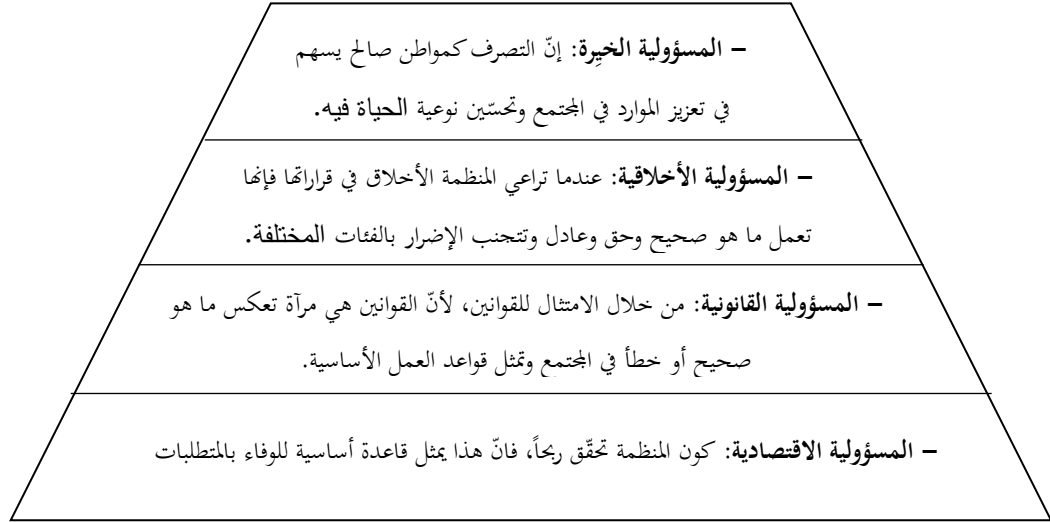 – المسؤولية الخيِرة: إنّ التصرف كمواطن صالح يسهم
في تعزيز الموارد في المجتمع وتحسّين نوعية الحياة فيه.
– المسؤولية الأخلاقية: عندما تراعي المنظمة الأخلاق في قراراتها فإنها
تعمل ما هو صحيح وحق وعادل وتتجنب الإضرار بالفئات المختلفة.
– المسؤولية القانونية: من خلال الامتثال للقوانين، لأنّ القوانين هي مرآة تعكس ما هو
صحيح أو خطأ في المجتمع وتمثل قواعد العمل الأساسية.
– المسؤولية الاقتصادية: كون المنظمة تحقّق ربحاً، فانّ هذا يمثل قاعدة أساسية للوفاء بالمتطلبات